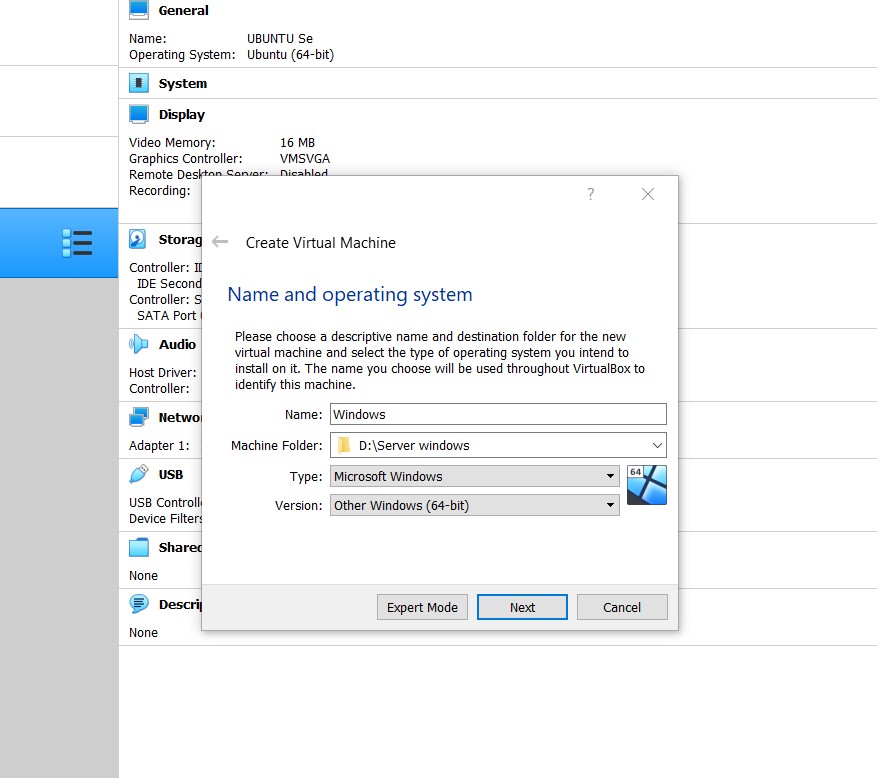 General
Name: UBUNTU Se
Operating System: Ubuntu (64-bit)
System
Display
Video Memory: 16 MB
Graphics Controller: VMSVGA
Remote Desktop Server: Disabled
Recording:
?
Create Virtual Machine
Name and operating system
Please choose a descriptive name and destination folder for the new
virtual machine and select the type of operating system you intend to
install on it. The name you choose will be used throughout VirtualBox to
identify this machine.
Name: Windows
Machine Folder: D:\Server windows
Type: Microsoft Windows
64
Version: Other Windows (64-bit)
Expert Mode
Next
Cancel
Storag
Controller: ID
IDE Second
Controller: S
SATA Port
Audio
Host Driver:
Controller:
Networ
Adapter 1:
USB
USB Controll
Device Filters
Shared
None
Descrip
None